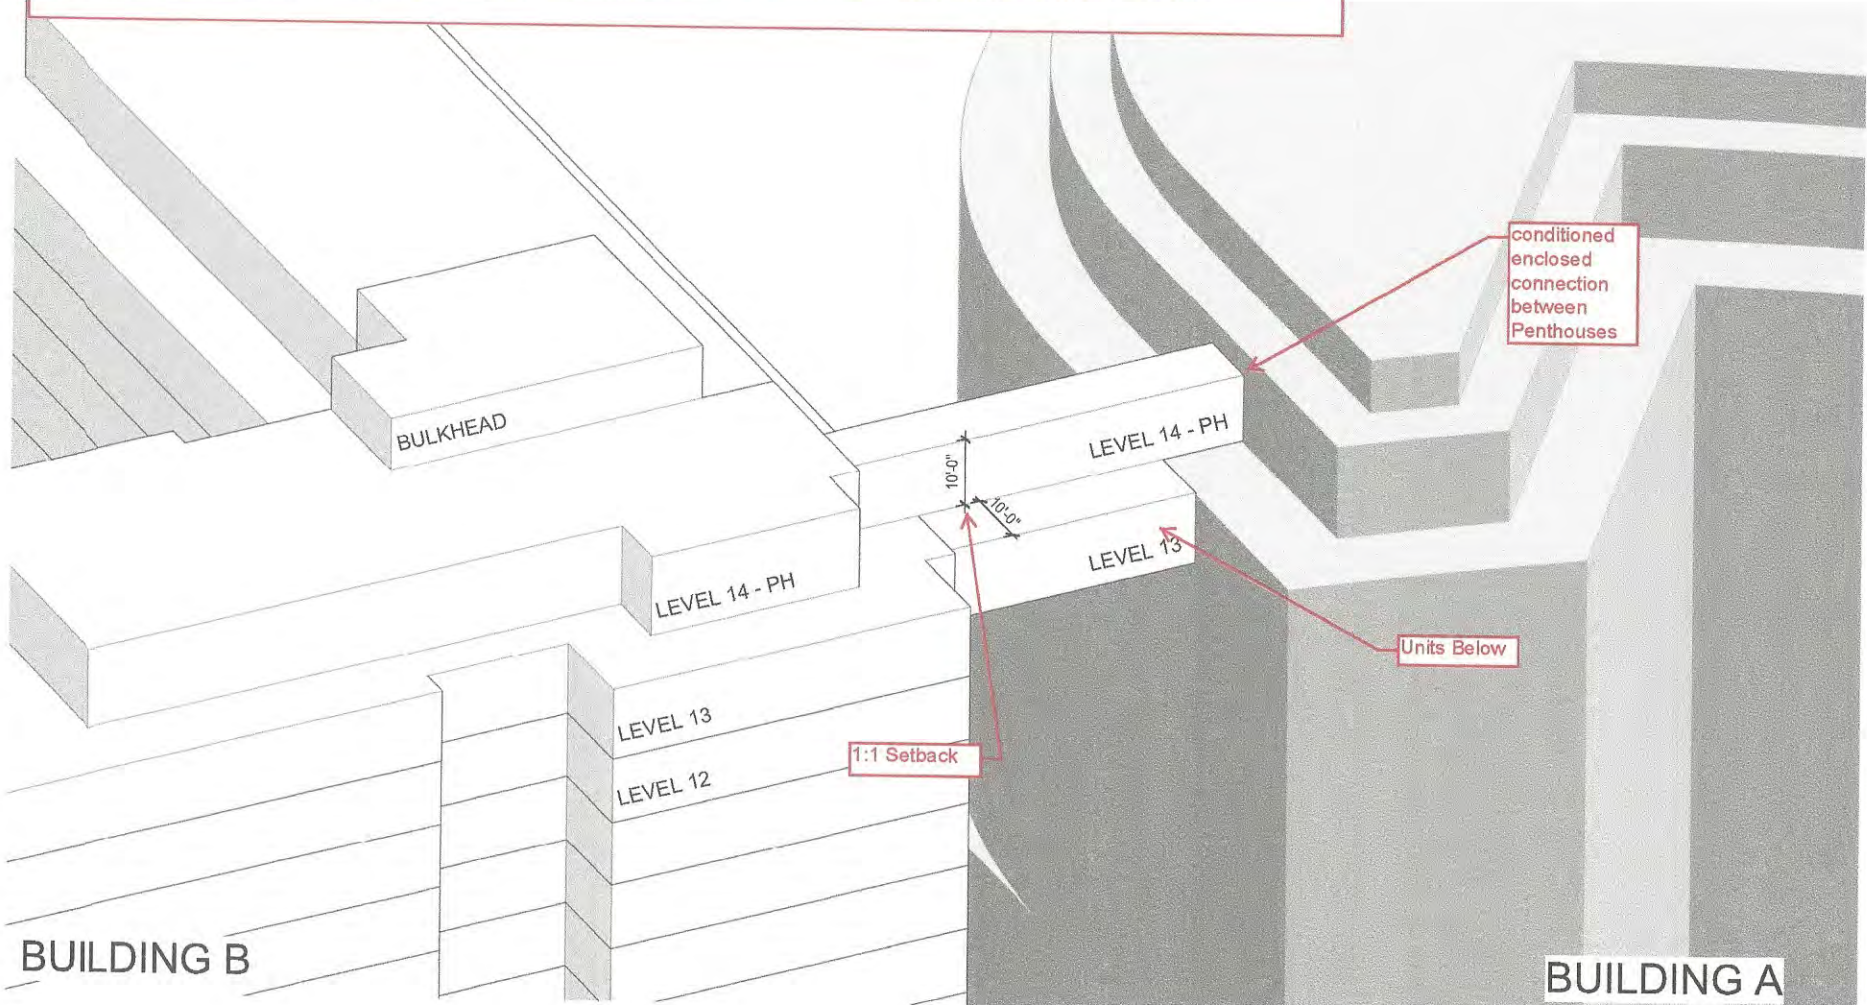 conditioned
enclosed
connection
between
Penthouses
BULKHEAD
LEVEL 14 - PH
10'-0"
10'-0"
LEVEL 13
LEVEL 14 - PH
Units Below
LEVEL 13
1:1 Setback
LEVEL 12
BUILDING B
BUILDING A